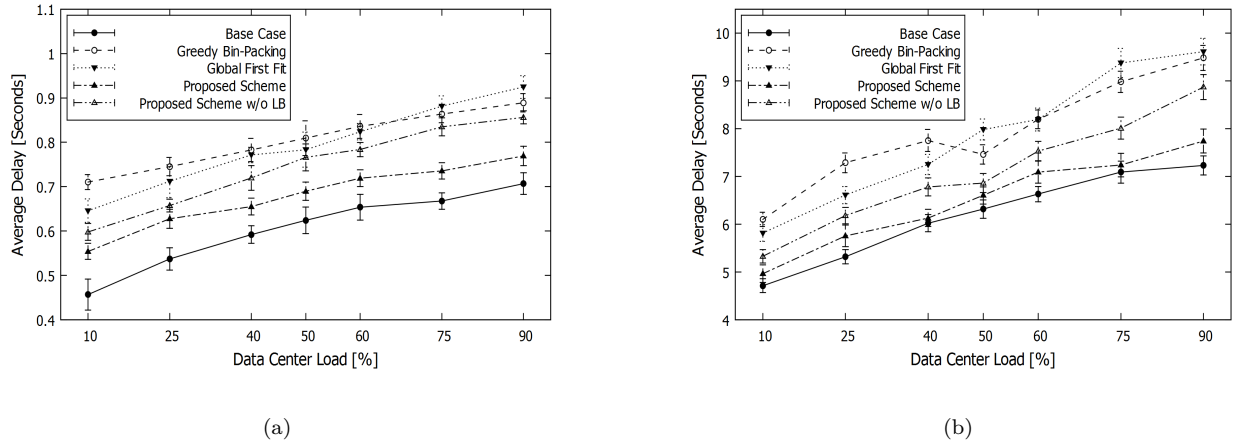 1.1
1
0.9
0.8
0.7
0.6
0.5
0.4
Average Delay [Seconds]
Base Case
Greedy Bin-Packing
Global First Fit
Proposed Scheme
Proposed Scheme w/o LB
10 25 40 50 60 75 90
Data Center Load [%]
(a)
10
9
8
7
6
5
4
Average Delay [Seconds]
Base Case
Greedy Bin-Packing
Global First Fit
Proposed Scheme
Proposed Scheme w/o LB
10 25 40 50 60 75 90
Data Center Load [%]
(b)